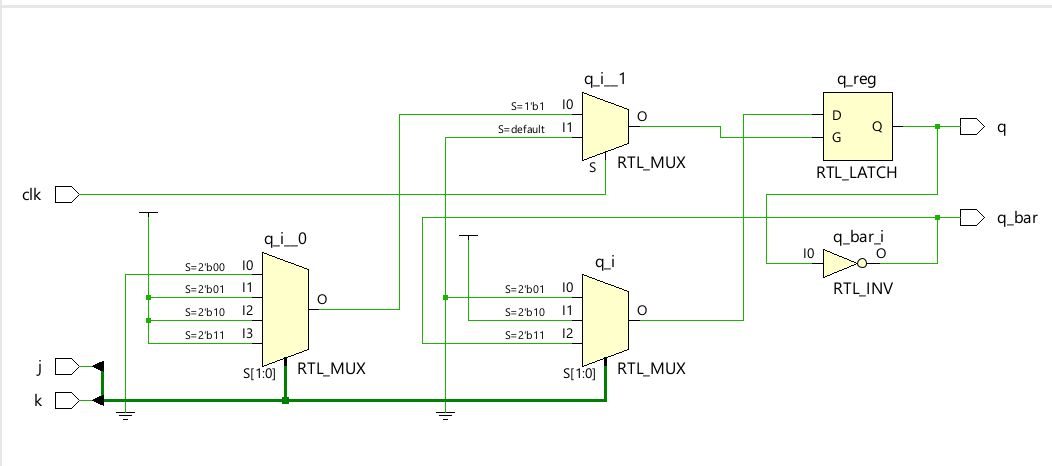 q_i__1
q_reg
S=1'b1 I0
S=default I1
O
S
RTL_MUX
D
G
Q
RTL_LATCH
q
clk
q_bar
q_i__0
S=2'b00 I0
S=2'b01 I1
S=2'b10 I2
S=2'b11 I3
O
S[1:0]
RTL_MUX
q_i
S=2'b01 I0
S=2'b10 I1
S=2'b11 I2
O
S[1:0]
RTL_MUX
q_bar_i
I0
O
RTL_INV
j
k